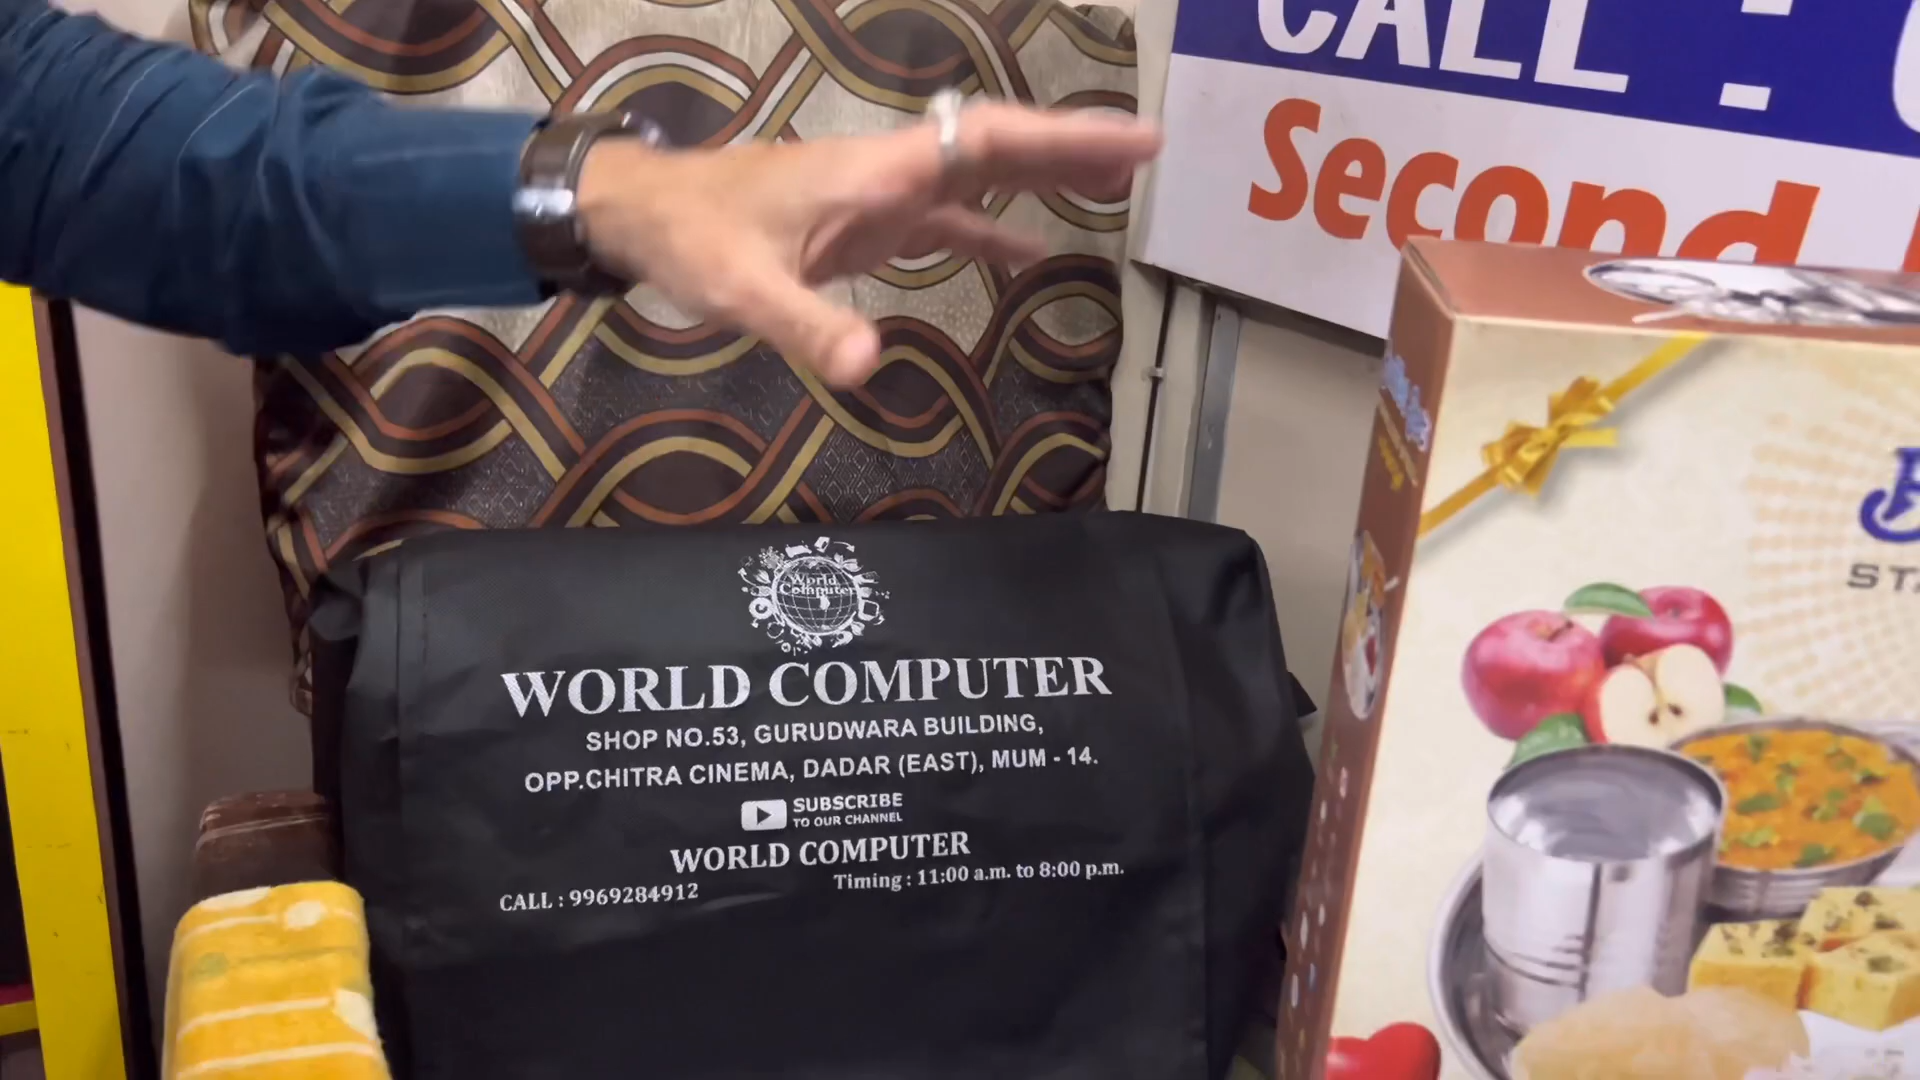 CALL :
Second
World
Computer
WORLD COMPUTER
SHOP NO.53, GURUDWARA BUILDING,
OPP.CHITRA CINEMA, DADAR (EAST), MUM - 14.
SUBSCRIBE
TO OUR CHANNEL
WORLD COMPUTER
CALL : 9969284912
Timing : 11:00 a.m. to 8:00 p.m.